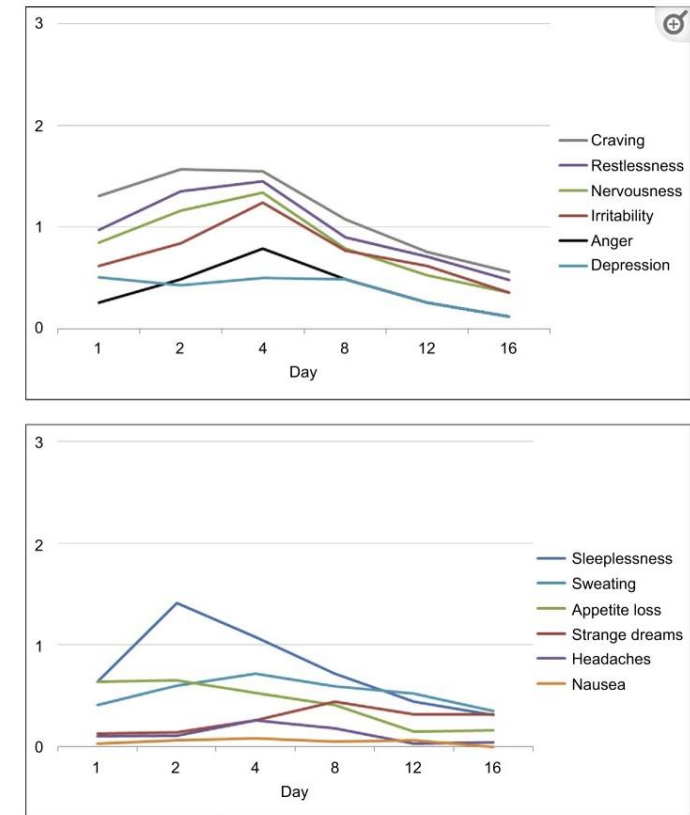 3
2
1
0
1 2 4 8 12 16
Day
Craving
Restlessness
Nervousness
Irritability
Anger
Depression
3
2
1
0
1 2 4 8 12 16
Day
Sleeplessness
Sweating
Appetite loss
Strange dreams
Headaches
Nausea